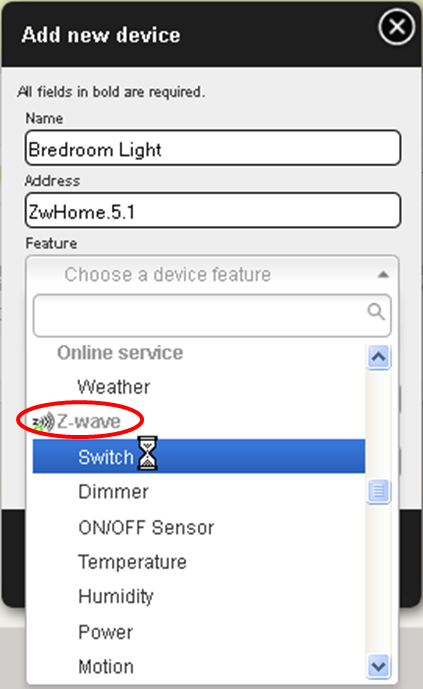 Add new device
All fields in bold are required.
Name
Bredroom Light
Address
ZwHome.5.1
Feature
Choose a device feature
Online service
Weather
Z-wave
Switch
Dimmer
ON/OFF Sensor
Temperature
Humidity
Power
Motion